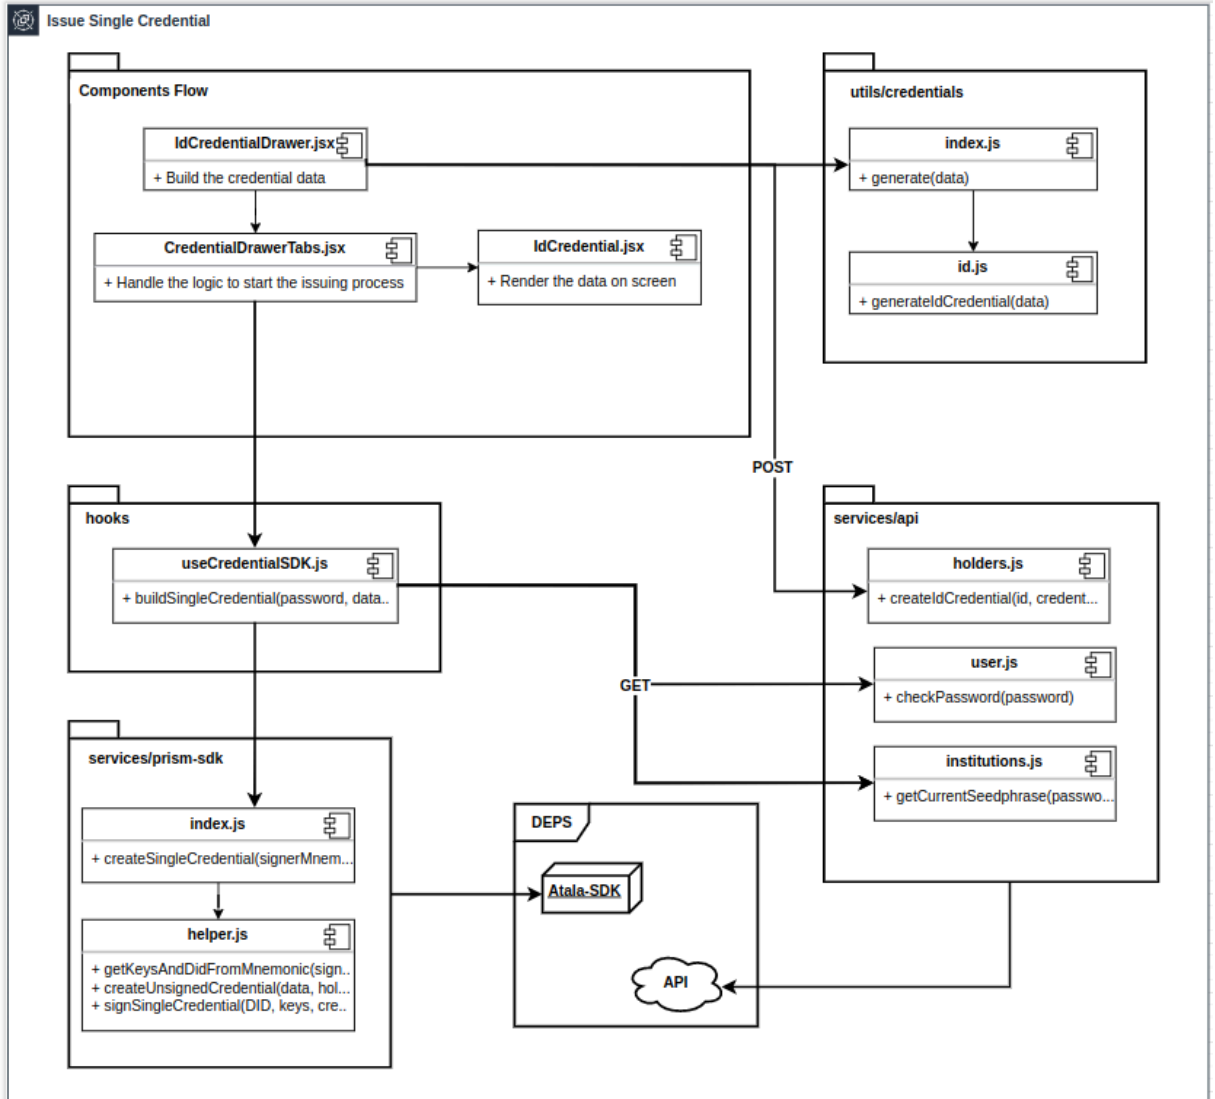 Issue Single Credential
Components Flow
IdCredentialDrawer.jsx
+ Build the credential data
CredentialDrawerTabs.jsx
+ Handle the logic to start the issuing process
IdCredential.jsx
+ Render the data on screen
utils/credentials
index.js
+ generate(data)
id.js
+ generateIdCredential(data)
POST
hooks
useCredentialSDK.js
+ buildSingleCredential(password, data..
services/api
holders.js
+ createIdCredential(id, credent...
user.js
+ checkPassword(password)
institutions.js
+ getCurrentSeedphrase(passwo...
GET
services/prism-sdk
index.js
+ createSingleCredential(signerMnem...
helper.js
+ getKeysAndDidFromMnemonic(sign..
+ createUnsignedCredential(data, hol...
+ signSingleCredential(DID, keys, cre..
DEPS
Atala-SDK
API